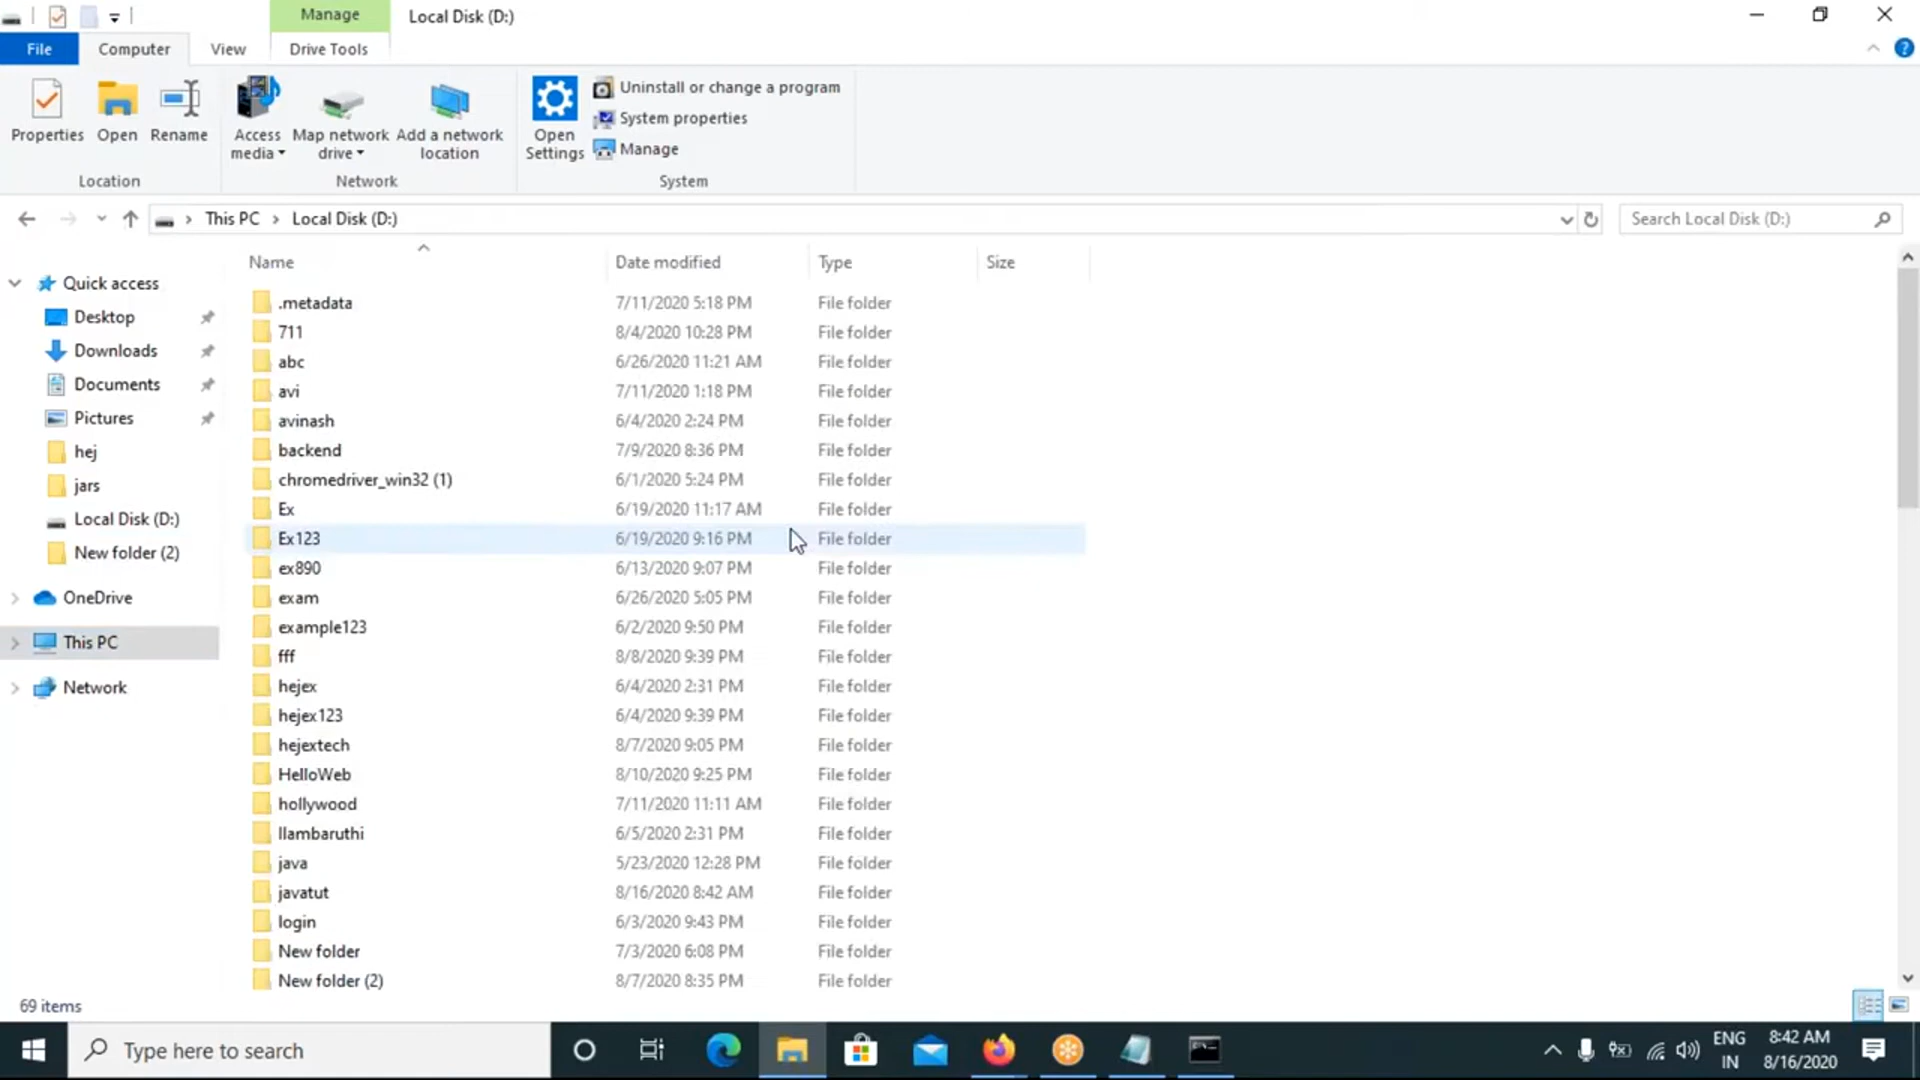 Manage
Local Disk (D:)
File
Computer
View
Drive Tools
Properties
Open
Rename
Access media
Map network drive
Add a network location
Open Settings
Uninstall or change a program
System properties
Manage
Location
Network
System
This PC
Local Disk (D:)
Search Local Disk (D:)
Name
Date modified
Type
Size
Quick access
Desktop
Downloads
Documents
Pictures
hej
jars
Local Disk (D:)
New folder (2)
OneDrive
This PC
Network
.metadata 7/11/2020 5:18 PM File folder
711 8/4/2020 10:28 PM File folder
abc 6/26/2020 11:21 AM File folder
avi 7/11/2020 1:18 PM File folder
avinash 6/4/2020 2:24 PM File folder
backend 7/9/2020 8:36 PM File folder
chromedriver_win32 (1) 6/1/2020 5:24 PM File folder
Ex 6/19/2020 11:17 AM File folder
Ex123 6/19/2020 9:16 PM File folder
ex890 6/13/2020 9:07 PM File folder
exam 6/26/2020 5:05 PM File folder
example123 6/2/2020 9:50 PM File folder
fff 8/8/2020 9:39 PM File folder
hejex 6/4/2020 2:31 PM File folder
hejex123 6/4/2020 9:39 PM File folder
hejextech 8/7/2020 9:05 PM File folder
HelloWeb 8/10/2020 9:25 PM File folder
hollywood 7/11/2020 11:11 AM File folder
llambaruthi 6/5/2020 2:31 PM File folder
java 5/23/2020 12:28 PM File folder
javatut 8/16/2020 8:42 AM File folder
login 6/3/2020 9:43 PM File folder
New folder 7/3/2020 6:08 PM File folder
New folder (2) 8/7/2020 8:35 PM File folder
69 items
Type here to search
ENG
IN
8:42 AM
8/16/2020